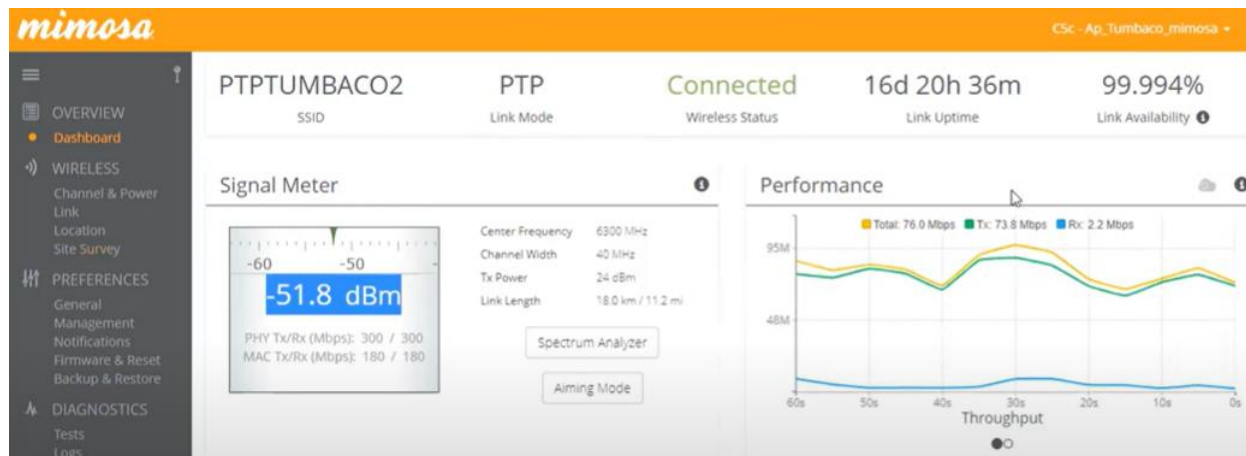 mimosa
C5c - Ap_Tumbaco_mimosa
OVERVIEW
Dashboard
WIRELESS
Channel & Power
Link
Location
Site Survey
PREFERENCES
General
Management
Notifications
Firmware & Reset
Backup & Restore
DIAGNOSTICS
Tests
Logs
PTPTUMBACO2
SSID
PTP
Link Mode
Connected
Wireless Status
16d 20h 36m
Link Uptime
99.994%
Link Availability
Signal Meter
-60 -50
-51.8 dBm
PHY Tx/Rx (Mbps): 300 / 300
MAC Tx/Rx (Mbps): 180 / 180
Center Frequency 6300 MHz
Channel Width 40 MHz
Tx Power 24 dBm
Link Length 18.0 km / 11.2 mi
Spectrum Analyzer
Aiming Mode
Performance
Total: 76.0 Mbps Tx: 73.8 Mbps Rx: 2.2 Mbps
95M
48M
60s 50s 40s 30s 20s 10s 0s
Throughput